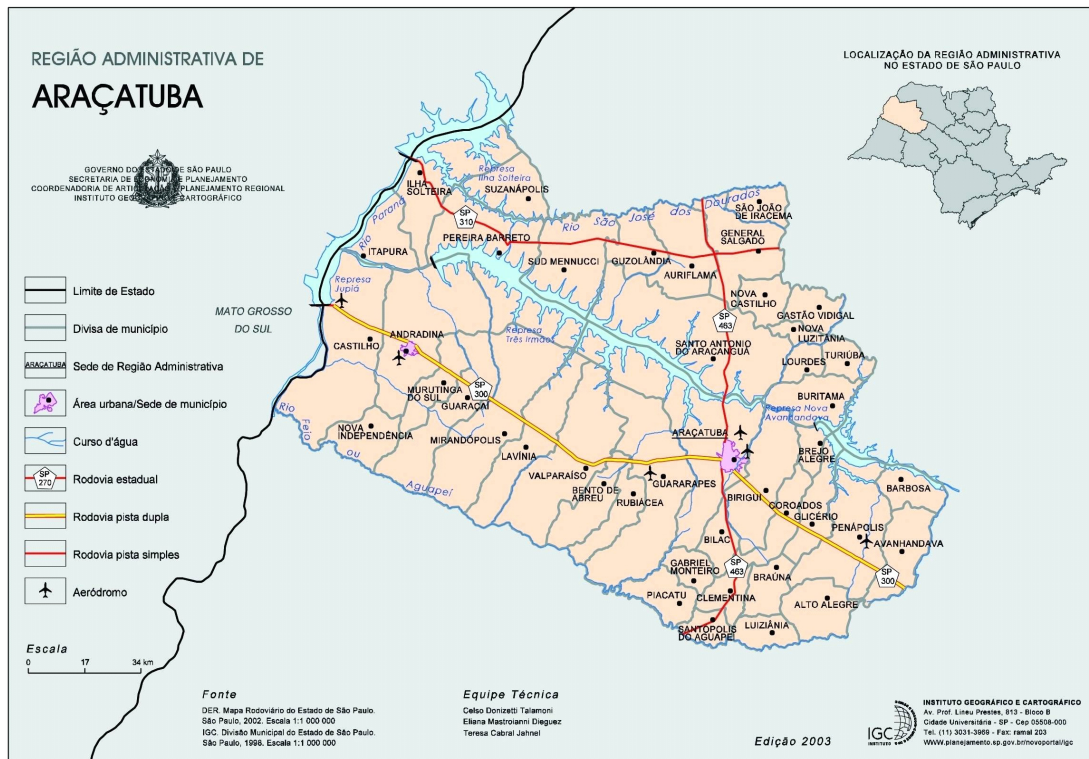 REGIÃO ADMINISTRATIVA DE
ARAÇATUBA
GOVERNO DO ESTADO DE SÃO PAULO
SECRETARIA DE ECONOMIA E PLANEJAMENTO
COORDENADORIA DE ARTICULAÇÃO E PLANEJAMENTO REGIONAL
INSTITUTO GEOGRÁFICO E CARTOGRÁFICO
LOCALIZAÇÃO DA REGIÃO ADMINISTRATIVA
NO ESTADO DE SÃO PAULO
Limite de Estado
Divisa de município
ARAÇATUBA
Sede de Região Administrativa
Área urbana/Sede de município
Curso d'água
SP
270
Rodovia estadual
Rodovia pista dupla
Rodovia pista simples
Aeródromo
Escala
0 17 34 km
MATO GROSSO
DO SUL
ILHA
SOLTEIRA
Represa
Ilha Solteira
SUZANÁPOLIS
Rio Paraná
SP
310
Rio São José dos Dourados
SÃO JOÃO
DE IRACEMA
GENERAL
SALGADO
ITAPURA
PEREIRA BARRETO
SUD MENNUCCI
GUZOLÂNDIA
AURIFLAMA
Represa
Jupiá
NOVA
CASTILHO
GASTÃO VIDIGAL
NOVA
LUZITÂNIA
SP
463
ANDRADINA
CASTILHO
Represa
Três Irmãos
SANTO ANTONIO
DO ARACANGUÁ
LOURDES
TURIÚBA
MURUTINGA
DO SUL
GUARAÇAÍ
SP
300
BURITAMA
Represa Nova
Avanhandava
Rio Feio ou Aguapeí
NOVA
INDEPENDÊNCIA
MIRANDÓPOLIS
LAVÍNIA
ARAÇATUBA
BREJO
ALEGRE
VALPARAÍSO
BENTO DE
ABREU
RUBIÁCEA
GUARARAPES
BIRIGUI
COROADOS
GLICÉRIO
BARBOSA
PENÁPOLIS
AVANHANDAVA
BILAC
GABRIEL
MONTEIRO
SP
463
BRAÚNA
SP
300
PIACATU
CLEMENTINA
ALTO ALEGRE
SANTÓPOLIS
DO AGUAPEÍ
LUIZIÂNIA
Fonte
DER. Mapa Rodoviário do Estado de São Paulo.
São Paulo, 2002. Escala 1:1 000 000
IGC. Divisão Municipal do Estado de São Paulo.
São Paulo, 1998. Escala 1:1 000 000
Equipe Técnica
Celso Donizetti Talamoni
Eliana Mastroianni Dieguez
Teresa Cabral Jahnel
Edição 2003
IGC
INSTITUTO
INSTITUTO GEOGRÁFICO E CARTOGRÁFICO
Av. Prof. Lineu Prestes, 813 - Bloco B
Cidade Universitária - SP - Cep 05508-000
Tel. (11) 3031-3969 - Fax: ramal 203
WWW.planejamento.sp.gov.br/novoportal/igc